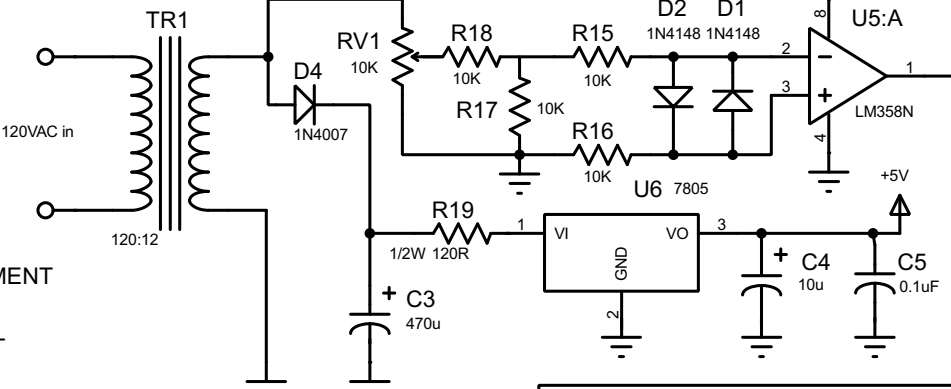 TR1
120VAC in
120:12
D4
1N4007
RV1
10K
R18
10K
R17
10K
R15
10K
R16
10K
D2
1N4148
D1
1N4148
U5:A
8
2
3
1
4
LM358N
U6 7805
R19
1/2W 120R
1
VI
VO
3
GND
2
+5V
C3
470u
C4
10u
C5
0.1uF
MENT